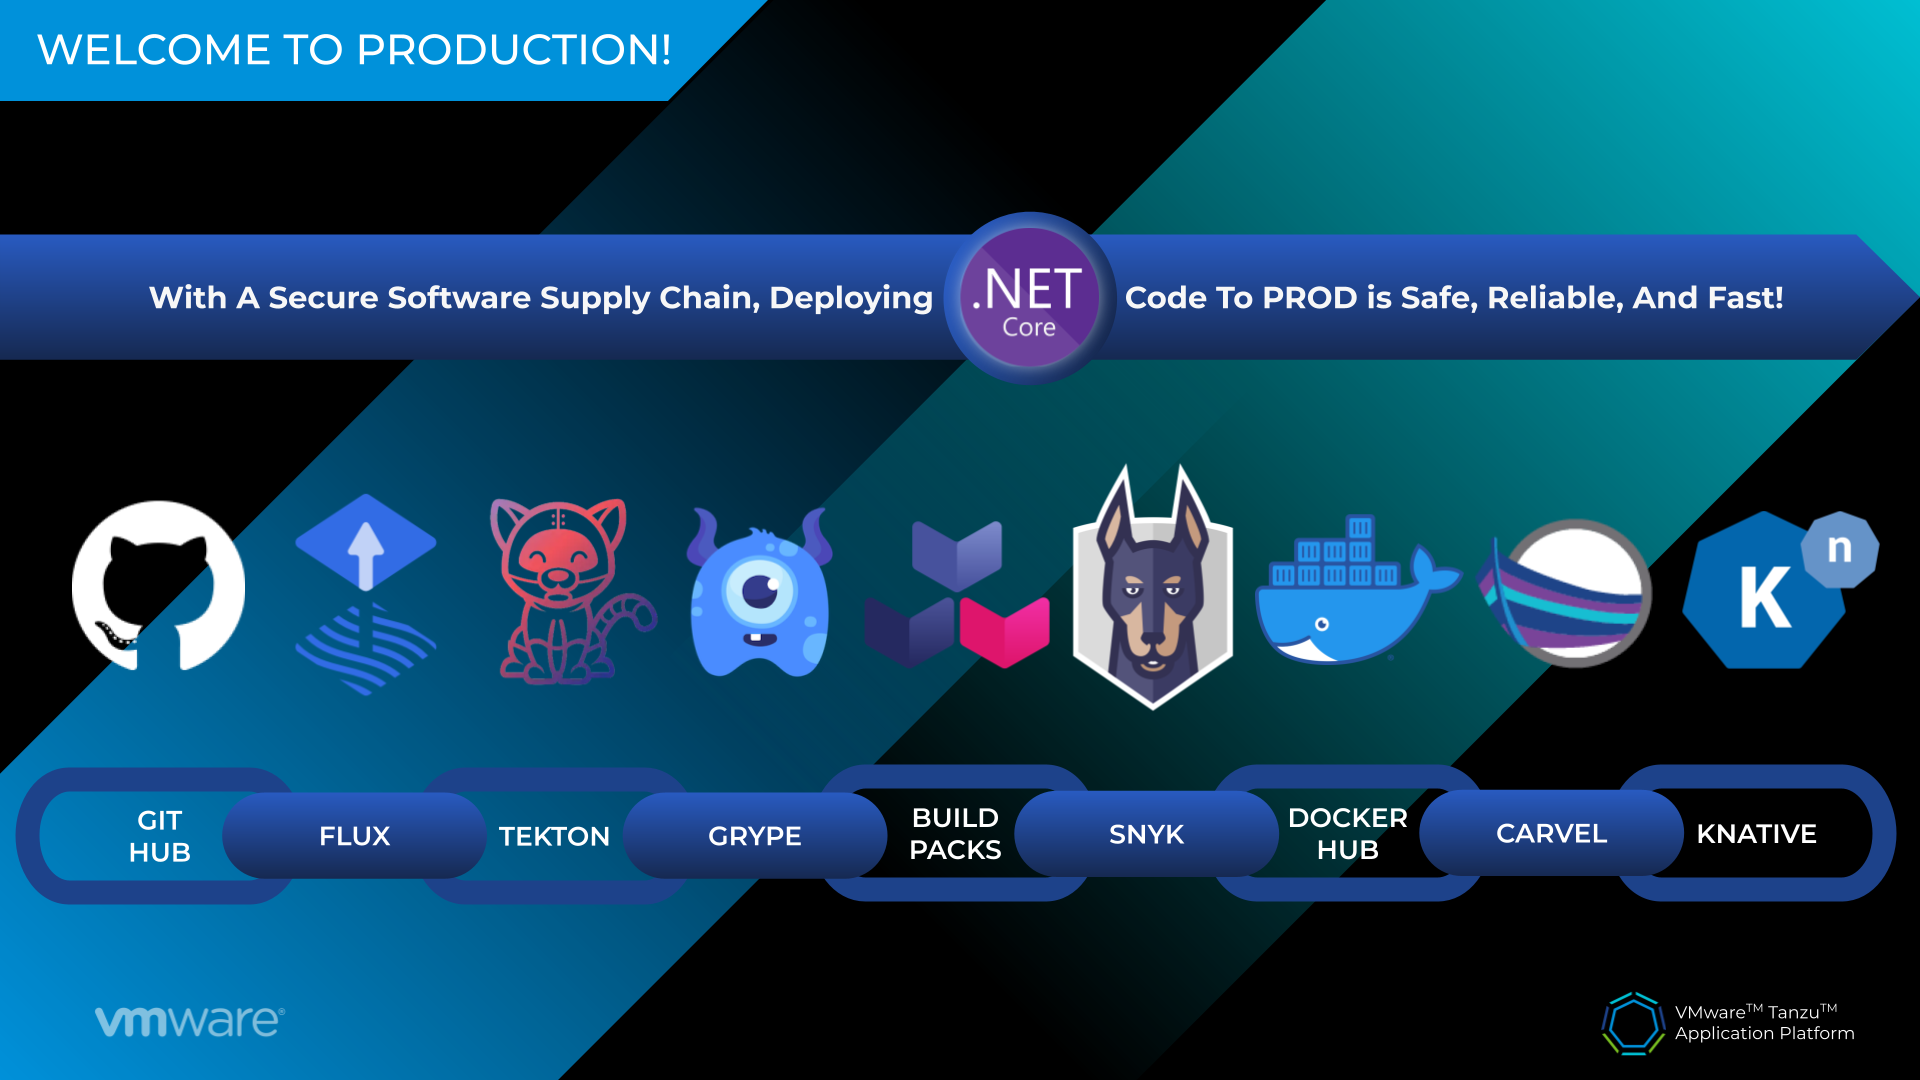 WELCOME TO PRODUCTION!
With A Secure Software Supply Chain, Deploying .NET Core Code To PROD is Safe, Reliable, And Fast!
K n
GIT
HUB
FLUX
TEKTON
GRYPE
BUILD
PACKS
SNYK
DOCKER
HUB
CARVEL
KNATIVE
vmware®
VMware™ Tanzu™
Application Platform